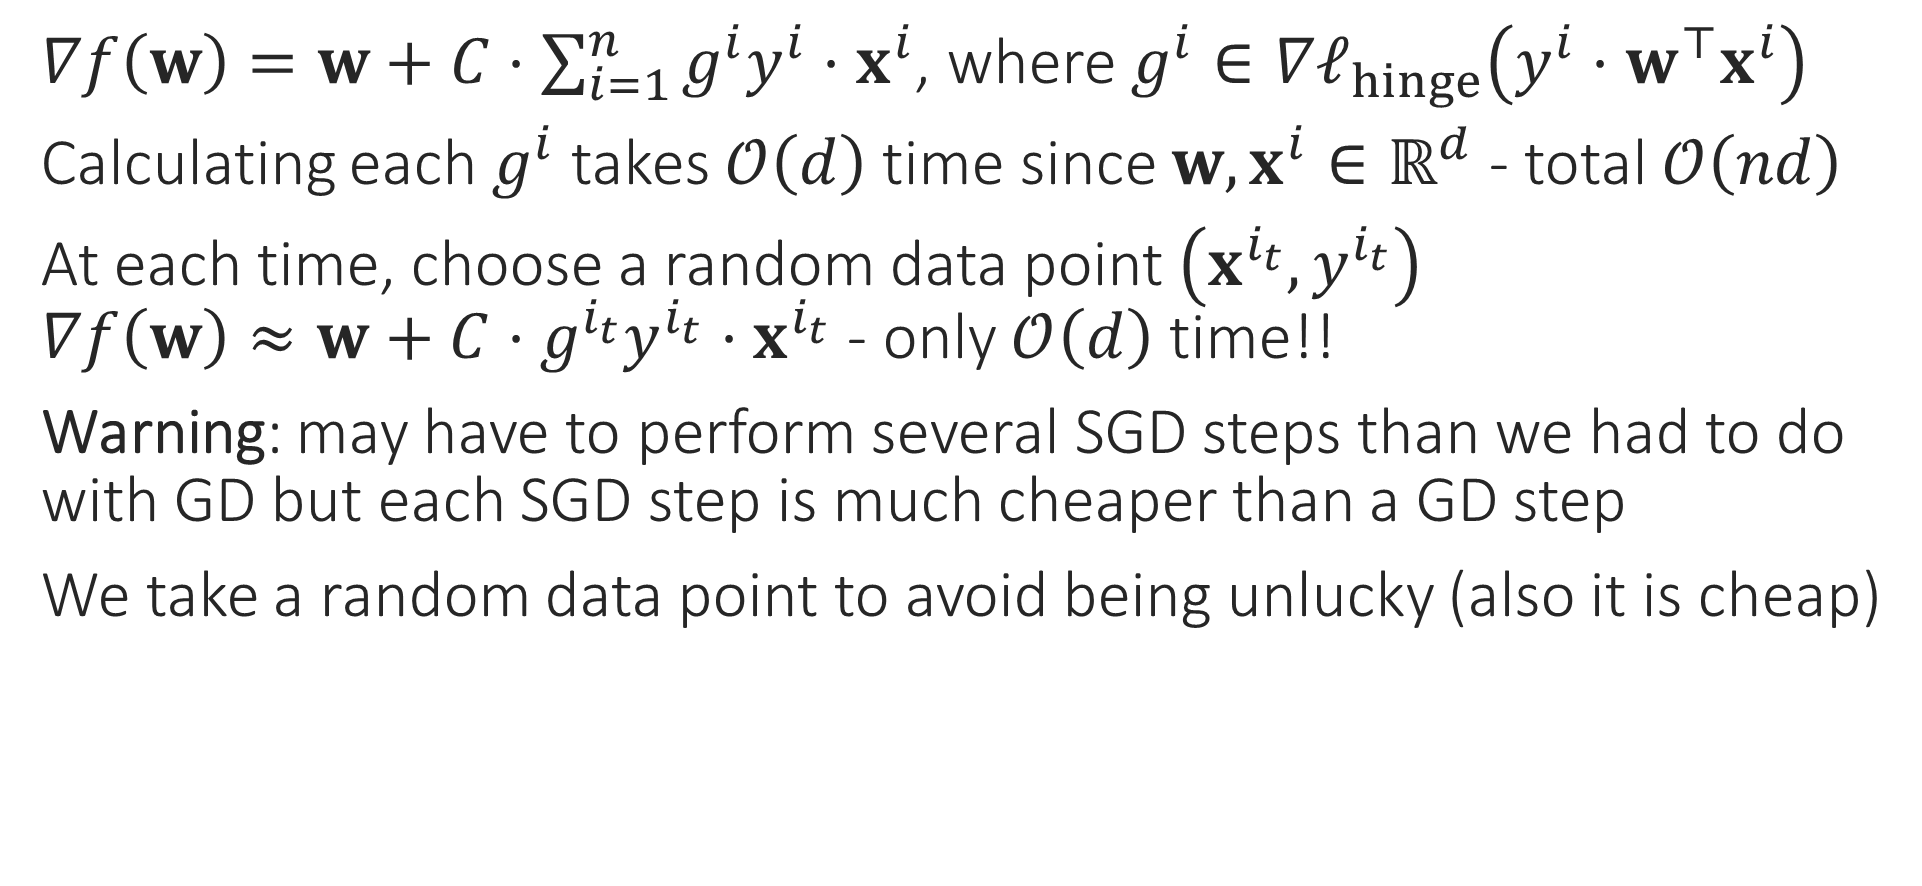 ∇f(𝐰) = 𝐰 + C · ∑ⁿᵢ₌₁ gⁱyⁱ · 𝐱ⁱ, where gⁱ ∈ ∇ℓ_hinge(yⁱ · 𝐰^⊤𝐱ⁱ)
Calculating each gⁱ takes 𝒪(d) time since 𝐰, 𝐱ⁱ ∈ ℝᵈ - total 𝒪(nd)
At each time, choose a random data point (𝐱^{i_t}, y^{i_t})
∇f(𝐰) ≈ 𝐰 + C · g^{i_t}y^{i_t} · 𝐱^{i_t} - only 𝒪(d) time!!
Warning: may have to perform several SGD steps than we had to do
with GD but each SGD step is much cheaper than a GD step
We take a random data point to avoid being unlucky (also it is cheap)